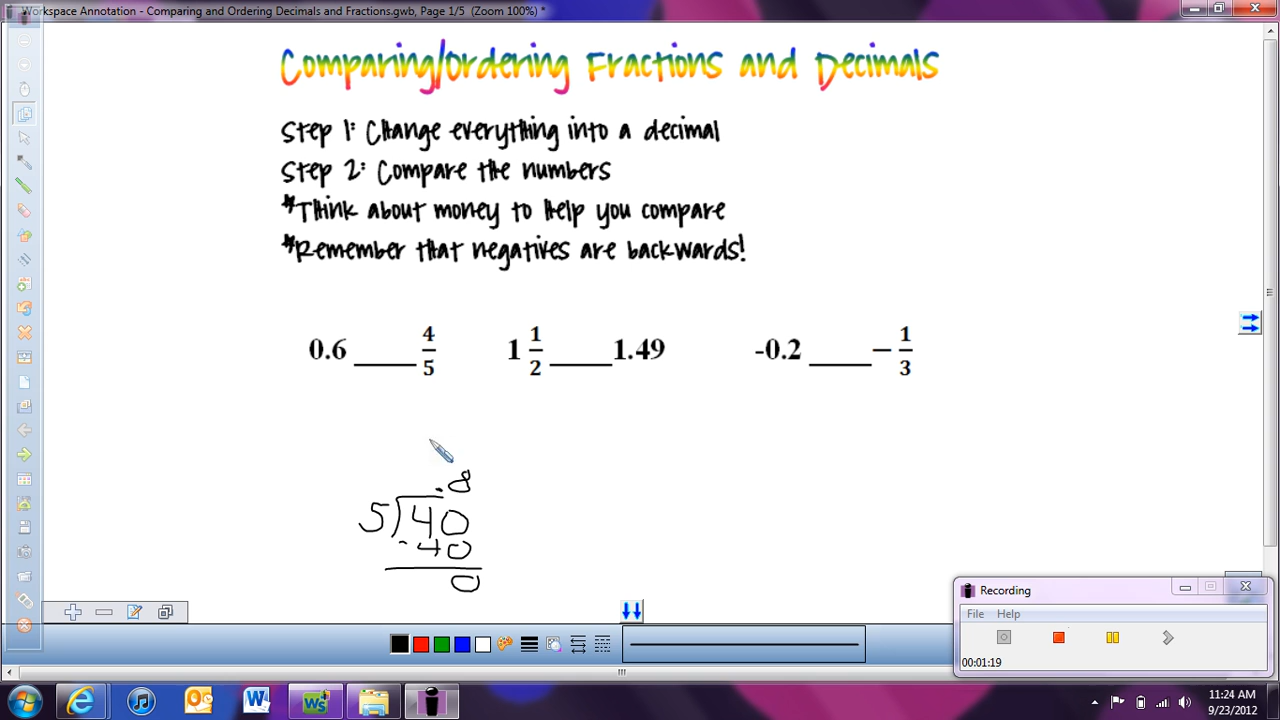 Workspace Annotation - Comparing and Ordering Decimals and Fractions.gwb, Page 1/5 (Zoom 100%) *
Comparing/Ordering Fractions and Decimals
Step 1: Change everything into a decimal
Step 2: Compare the numbers
*Think about money to help you compare
*Remember that negatives are backwards!
0.6 ____ 4/5 1 1/2 ____ 1.49 -0.2 ____ - 1/3
.8
5 40
- 40
0
Recording
File Help
00:01:19
W Ws
11:24 AM
9/23/2012